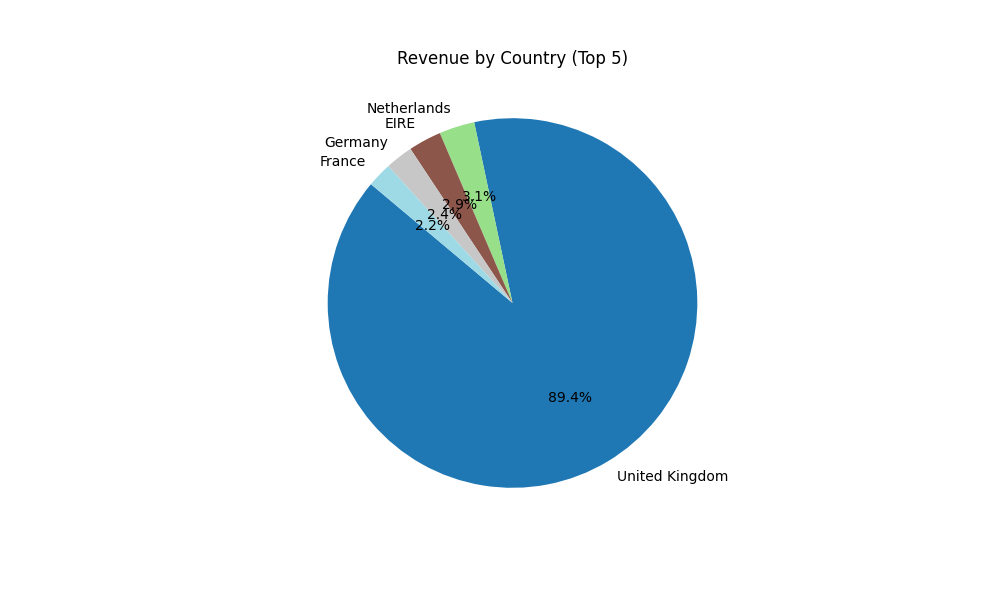 Revenue by Country (Top 5)
Netherlands
EIRE
Germany
France
3.1%
2.9%
2.4%
2.2%
89.4%
United Kingdom